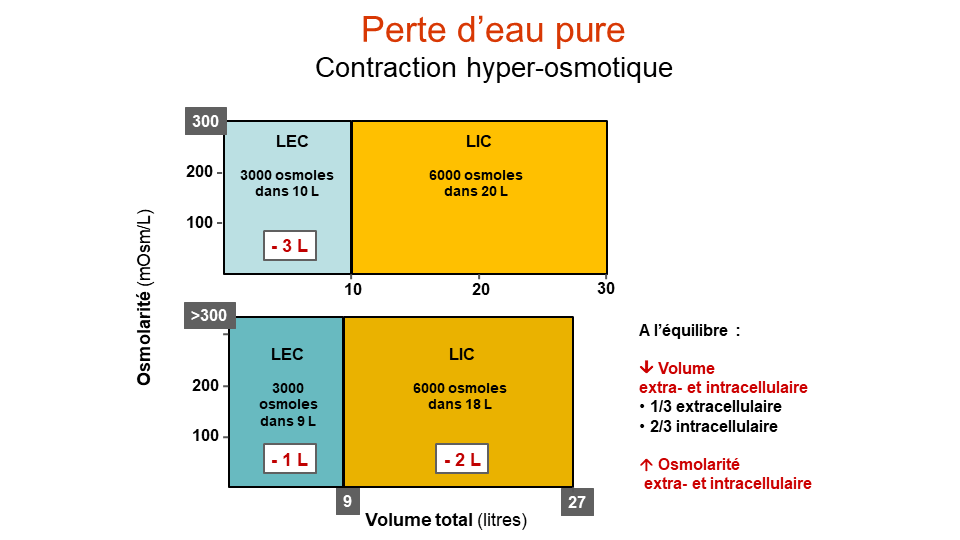 Perte d’eau pure
Contraction hyper-osmotique
Osmolarité (mOsm/L)
300
200
100
LEC
3000 osmoles
dans 10 L
- 3 L
LIC
6000 osmoles
dans 20 L
10
20
30
>300
200
100
LEC
3000
osmoles
dans 9 L
- 1 L
LIC
6000 osmoles
dans 18 L
- 2 L
9
27
Volume total (litres)
A l’équilibre :
↓ Volume
extra- et intracellulaire
• 1/3 extracellulaire
• 2/3 intracellulaire
↑ Osmolarité
extra- et intracellulaire